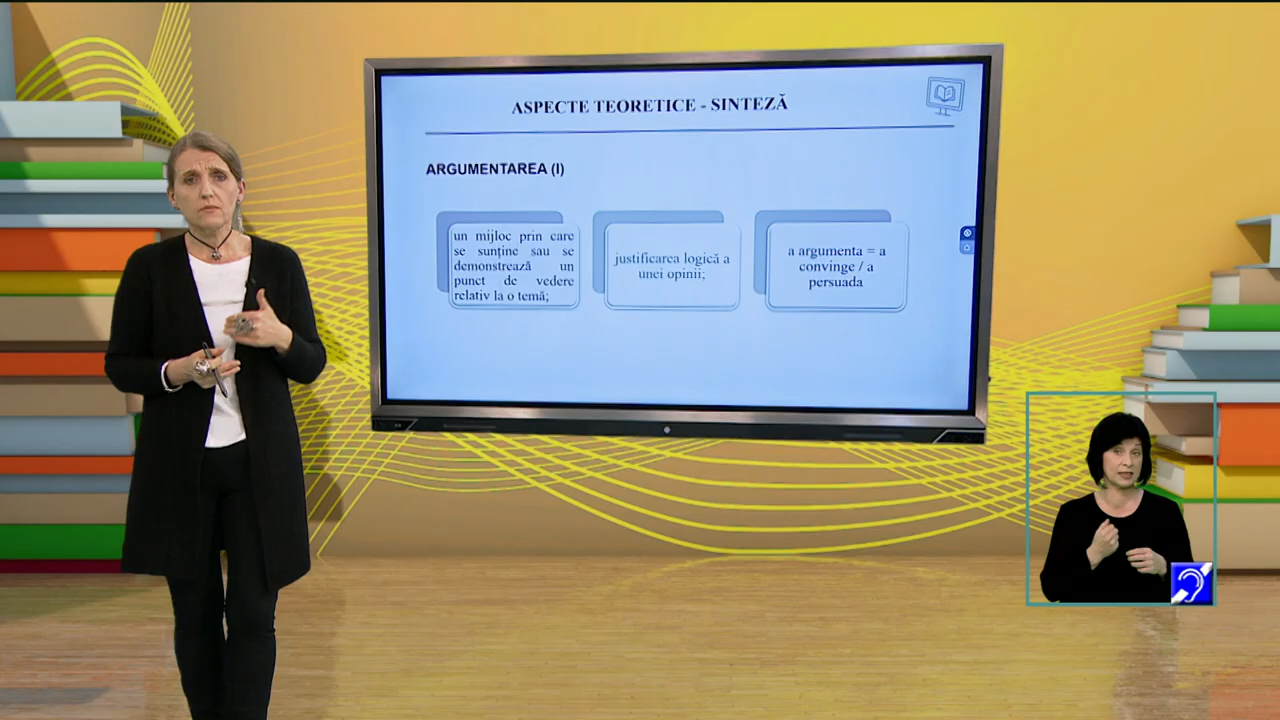 ASPECTE TEORETICE - SINTEZĂ
ARGUMENTAREA (I)
un mijloc prin care
se susține sau se
demonstrează un
punct de vedere
relativ la o temă;
justificarea logică a
unei opinii;
a argumenta = a
convinge / a
persuada